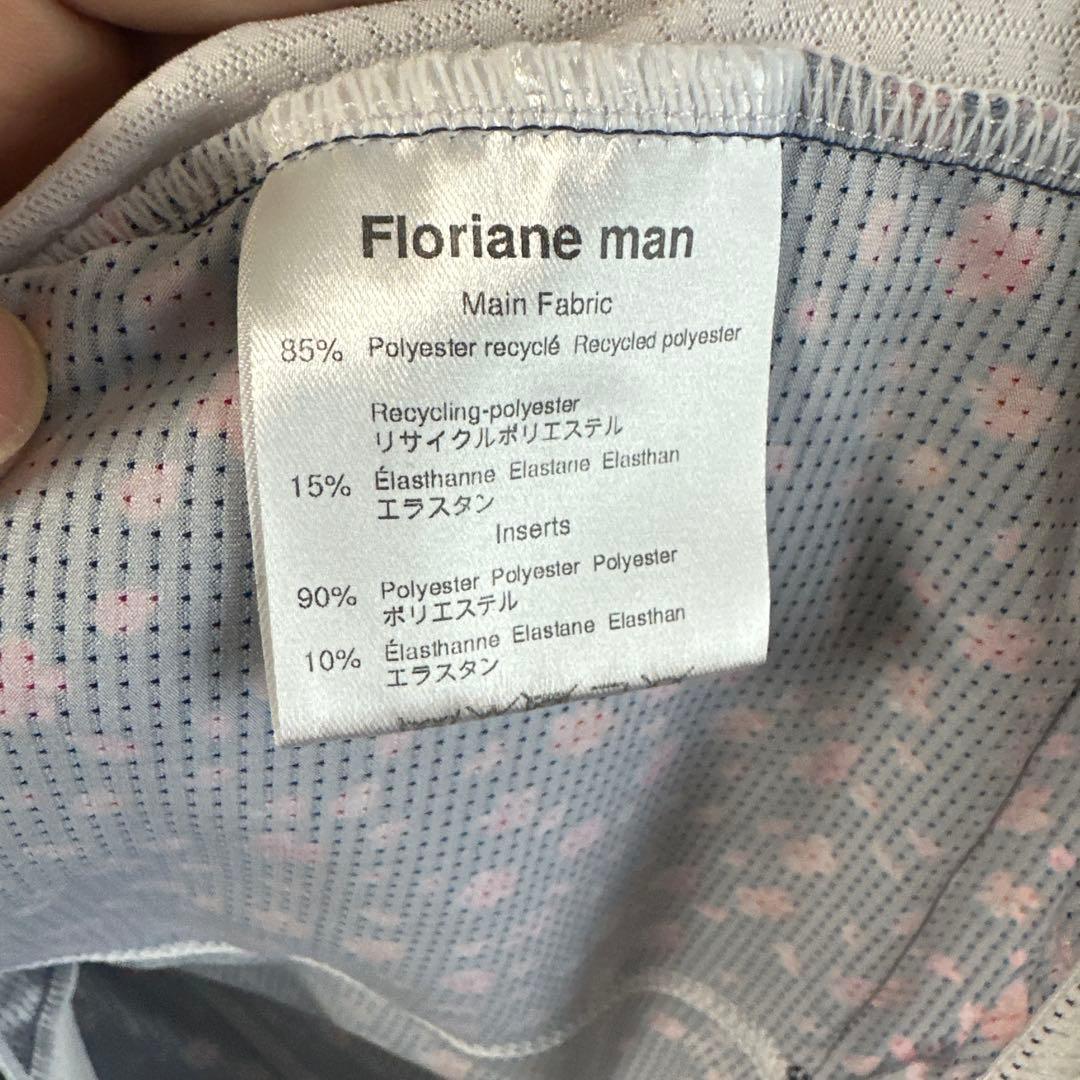 Floriane man
Main Fabric
85% Polyester recyclé Recycled polyester
Recycling-polyester
リサイクルポリエステル
15% Élasthanne Elastane Elasthan
エラスタン
Inserts
90% Polyester Polyester Polyester
ポリエステル
10% Élasthanne Elastane Elasthan
エラスタン